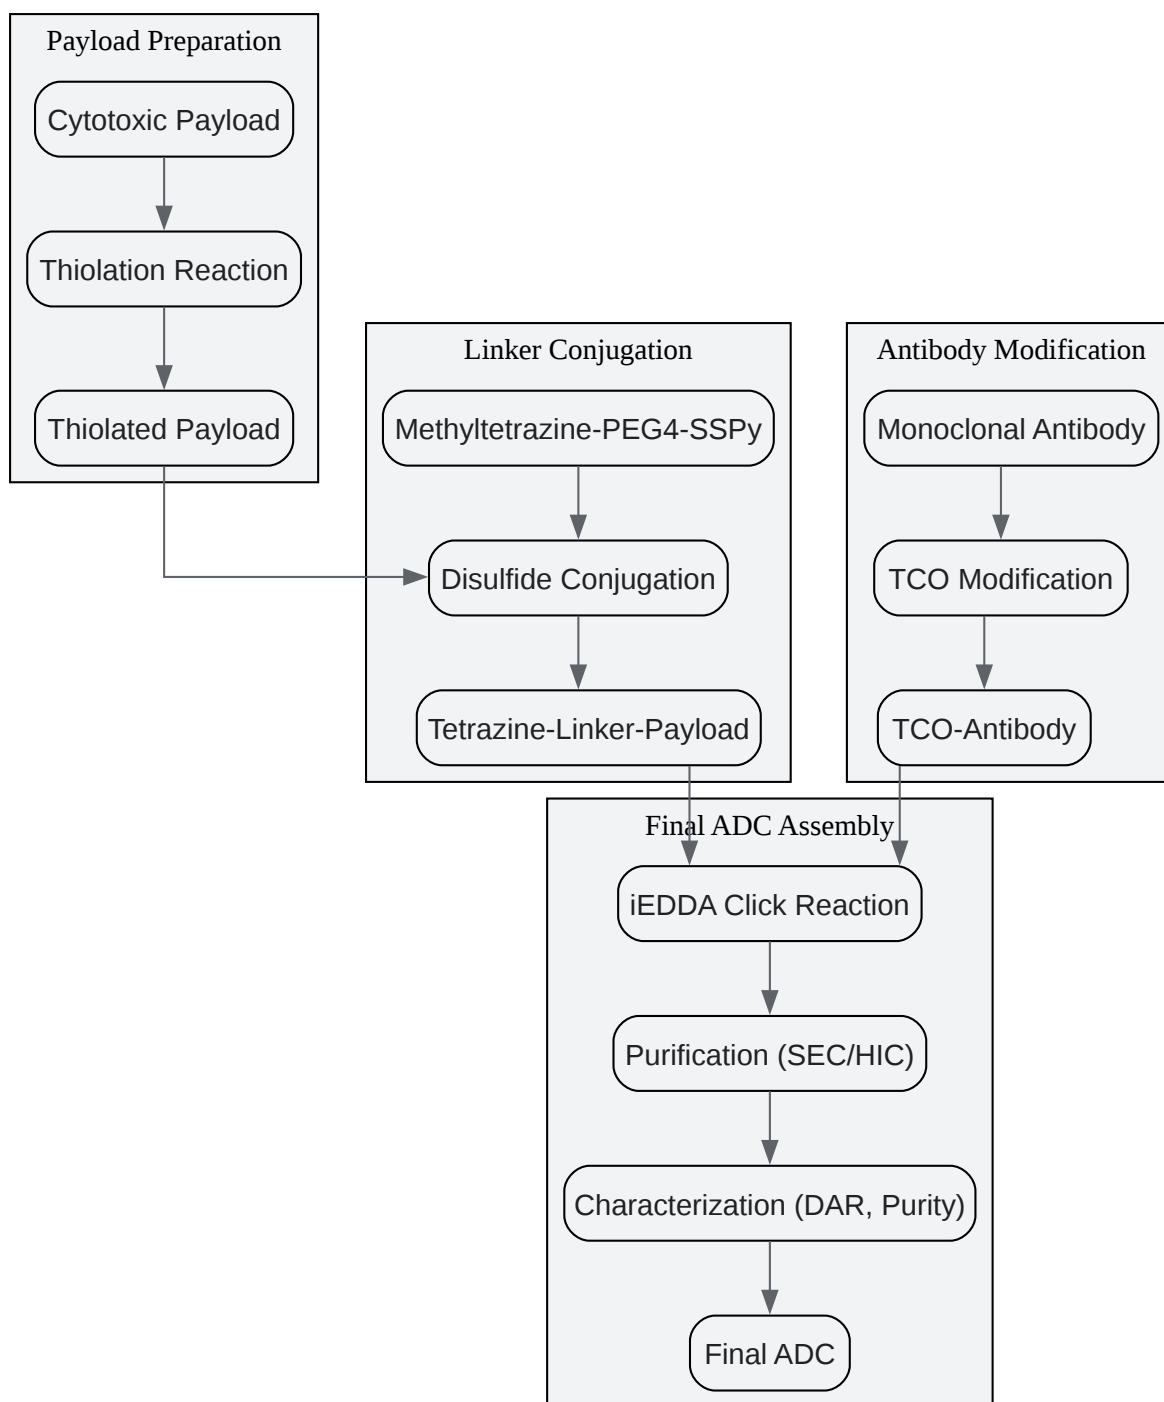 Payload Preparation
Cytotoxic Payload
Thiolation Reaction
Thiolated Payload
Linker Conjugation
Methyltetrazine-PEG4-SSPy
Disulfide Conjugation
Tetrazine-Linker-Payload
Antibody Modification
Monoclonal Antibody
TCO Modification
TCO-Antibody
Final ADC Assembly
iEDDA Click Reaction
Purification (SEC/HIC)
Characterization (DAR, Purity)
Final ADC